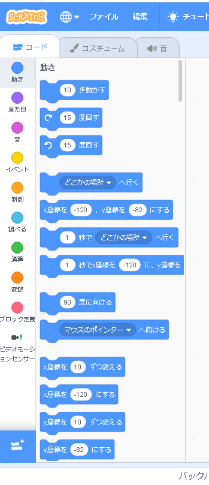 SCRATCH ファイル 編集 チュート
コード コスチューム 音
動き
見た目
音
イベント
制御
調べる
演算
変数
ブロック定義
ビデオモーションセンサー
動き
10 歩動かす
15 度回す
15 度回す
どこかの場所 へ行く
x座標を -120 、y座標を -82 にする
1 秒で どこかの場所 へ行く
1 秒でx座標を -120 に、y座標を
90 度に向ける
マウスのポインター へ向ける
x座標を 10 ずつ変える
x座標を -120 にする
y座標を 10 ずつ変える
y座標を -82 にする
バックパ